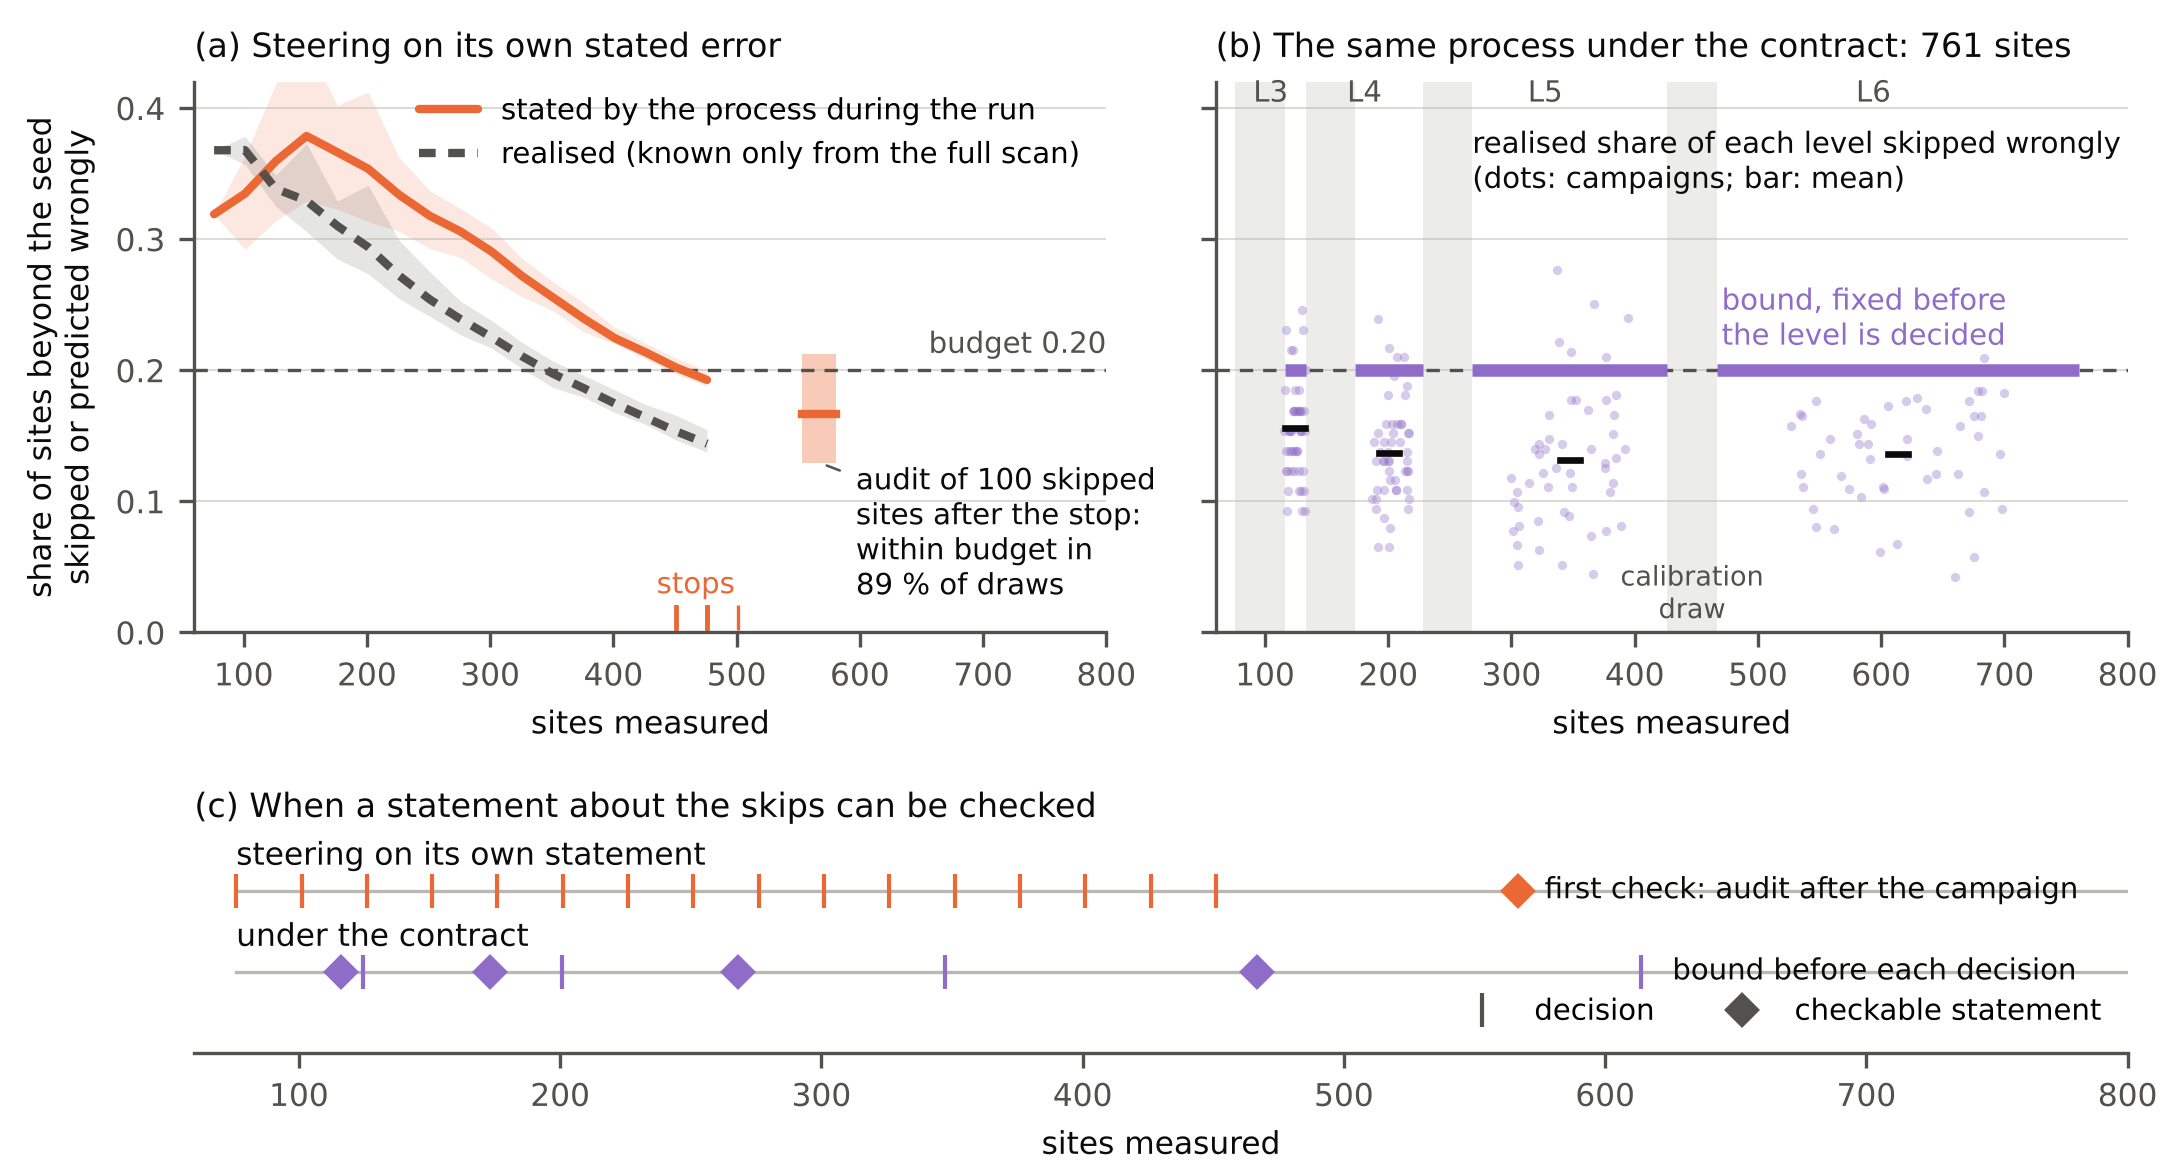 (a) Steering on its own stated error
share of sites beyond the seed
skipped or predicted wrongly
0.4
0.3
0.2
0.1
0.0
stated by the process during the run
realised (known only from the full scan)
budget 0.20
audit of 100 skipped
sites after the stop:
within budget in
89 % of draws
stops
100 200 300 400 500 600 700 800
sites measured
(b) The same process under the contract: 761 sites
L3 L4 L5 L6
realised share of each level skipped wrongly
(dots: campaigns; bar: mean)
bound, fixed before
the level is decided
calibration
draw
100 200 300 400 500 600 700 800
sites measured
(c) When a statement about the skips can be checked
steering on its own statement
first check: audit after the campaign
under the contract
bound before each decision
decision checkable statement
100 200 300 400 500 600 700 800
sites measured